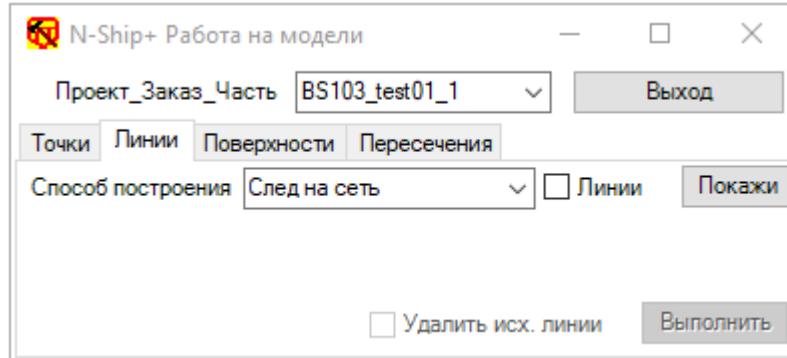 N-Ship+ Работа на модели
Проект_Заказ_Часть BS103_test01_1 Выход
Точки Линии Поверхности Пересечения
Способ построения След на сеть Линии Покажи
Удалить исх. линии Выполнить